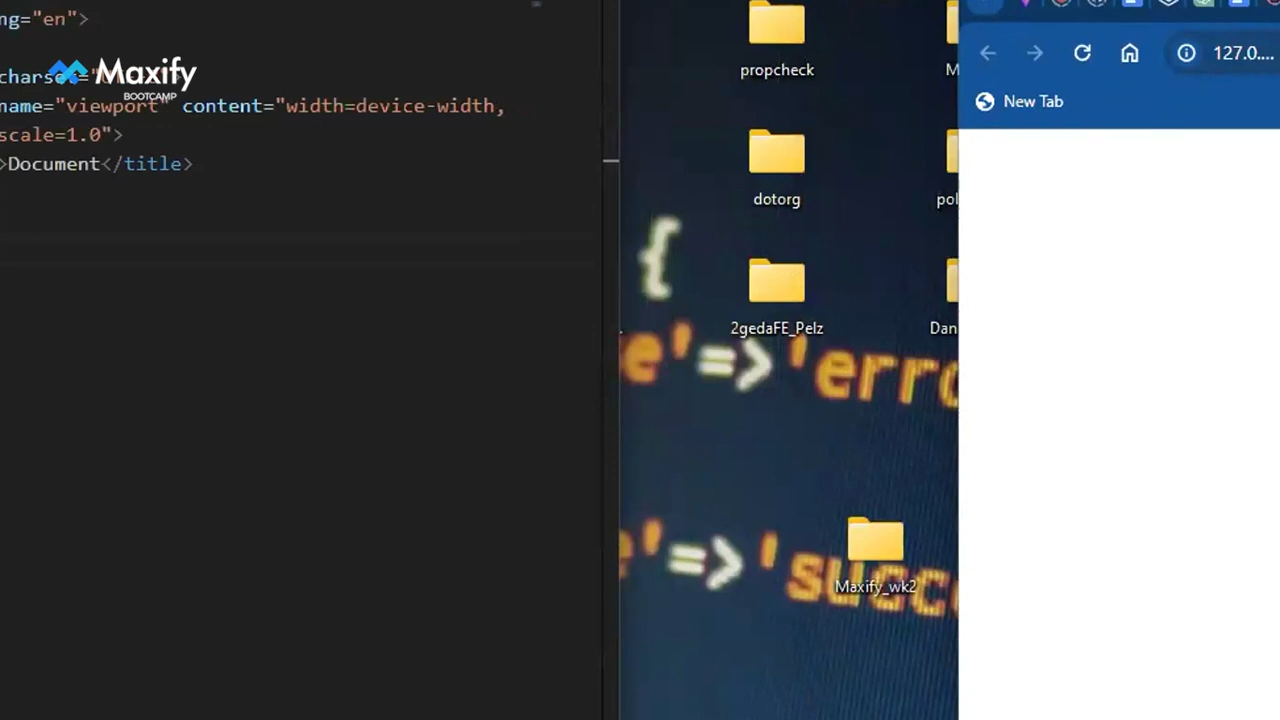 ng="en">
charse
name="viewport" content="width=device-width,
scale=1.0">
>Document</title>
Maxify
BOOTCAMP
propcheck
M
dotorg
pol
2gedaFE_Pelz
Dan
{
e'=>'erro
e'=>'succe
Maxify_wk2
127.0....
New Tab